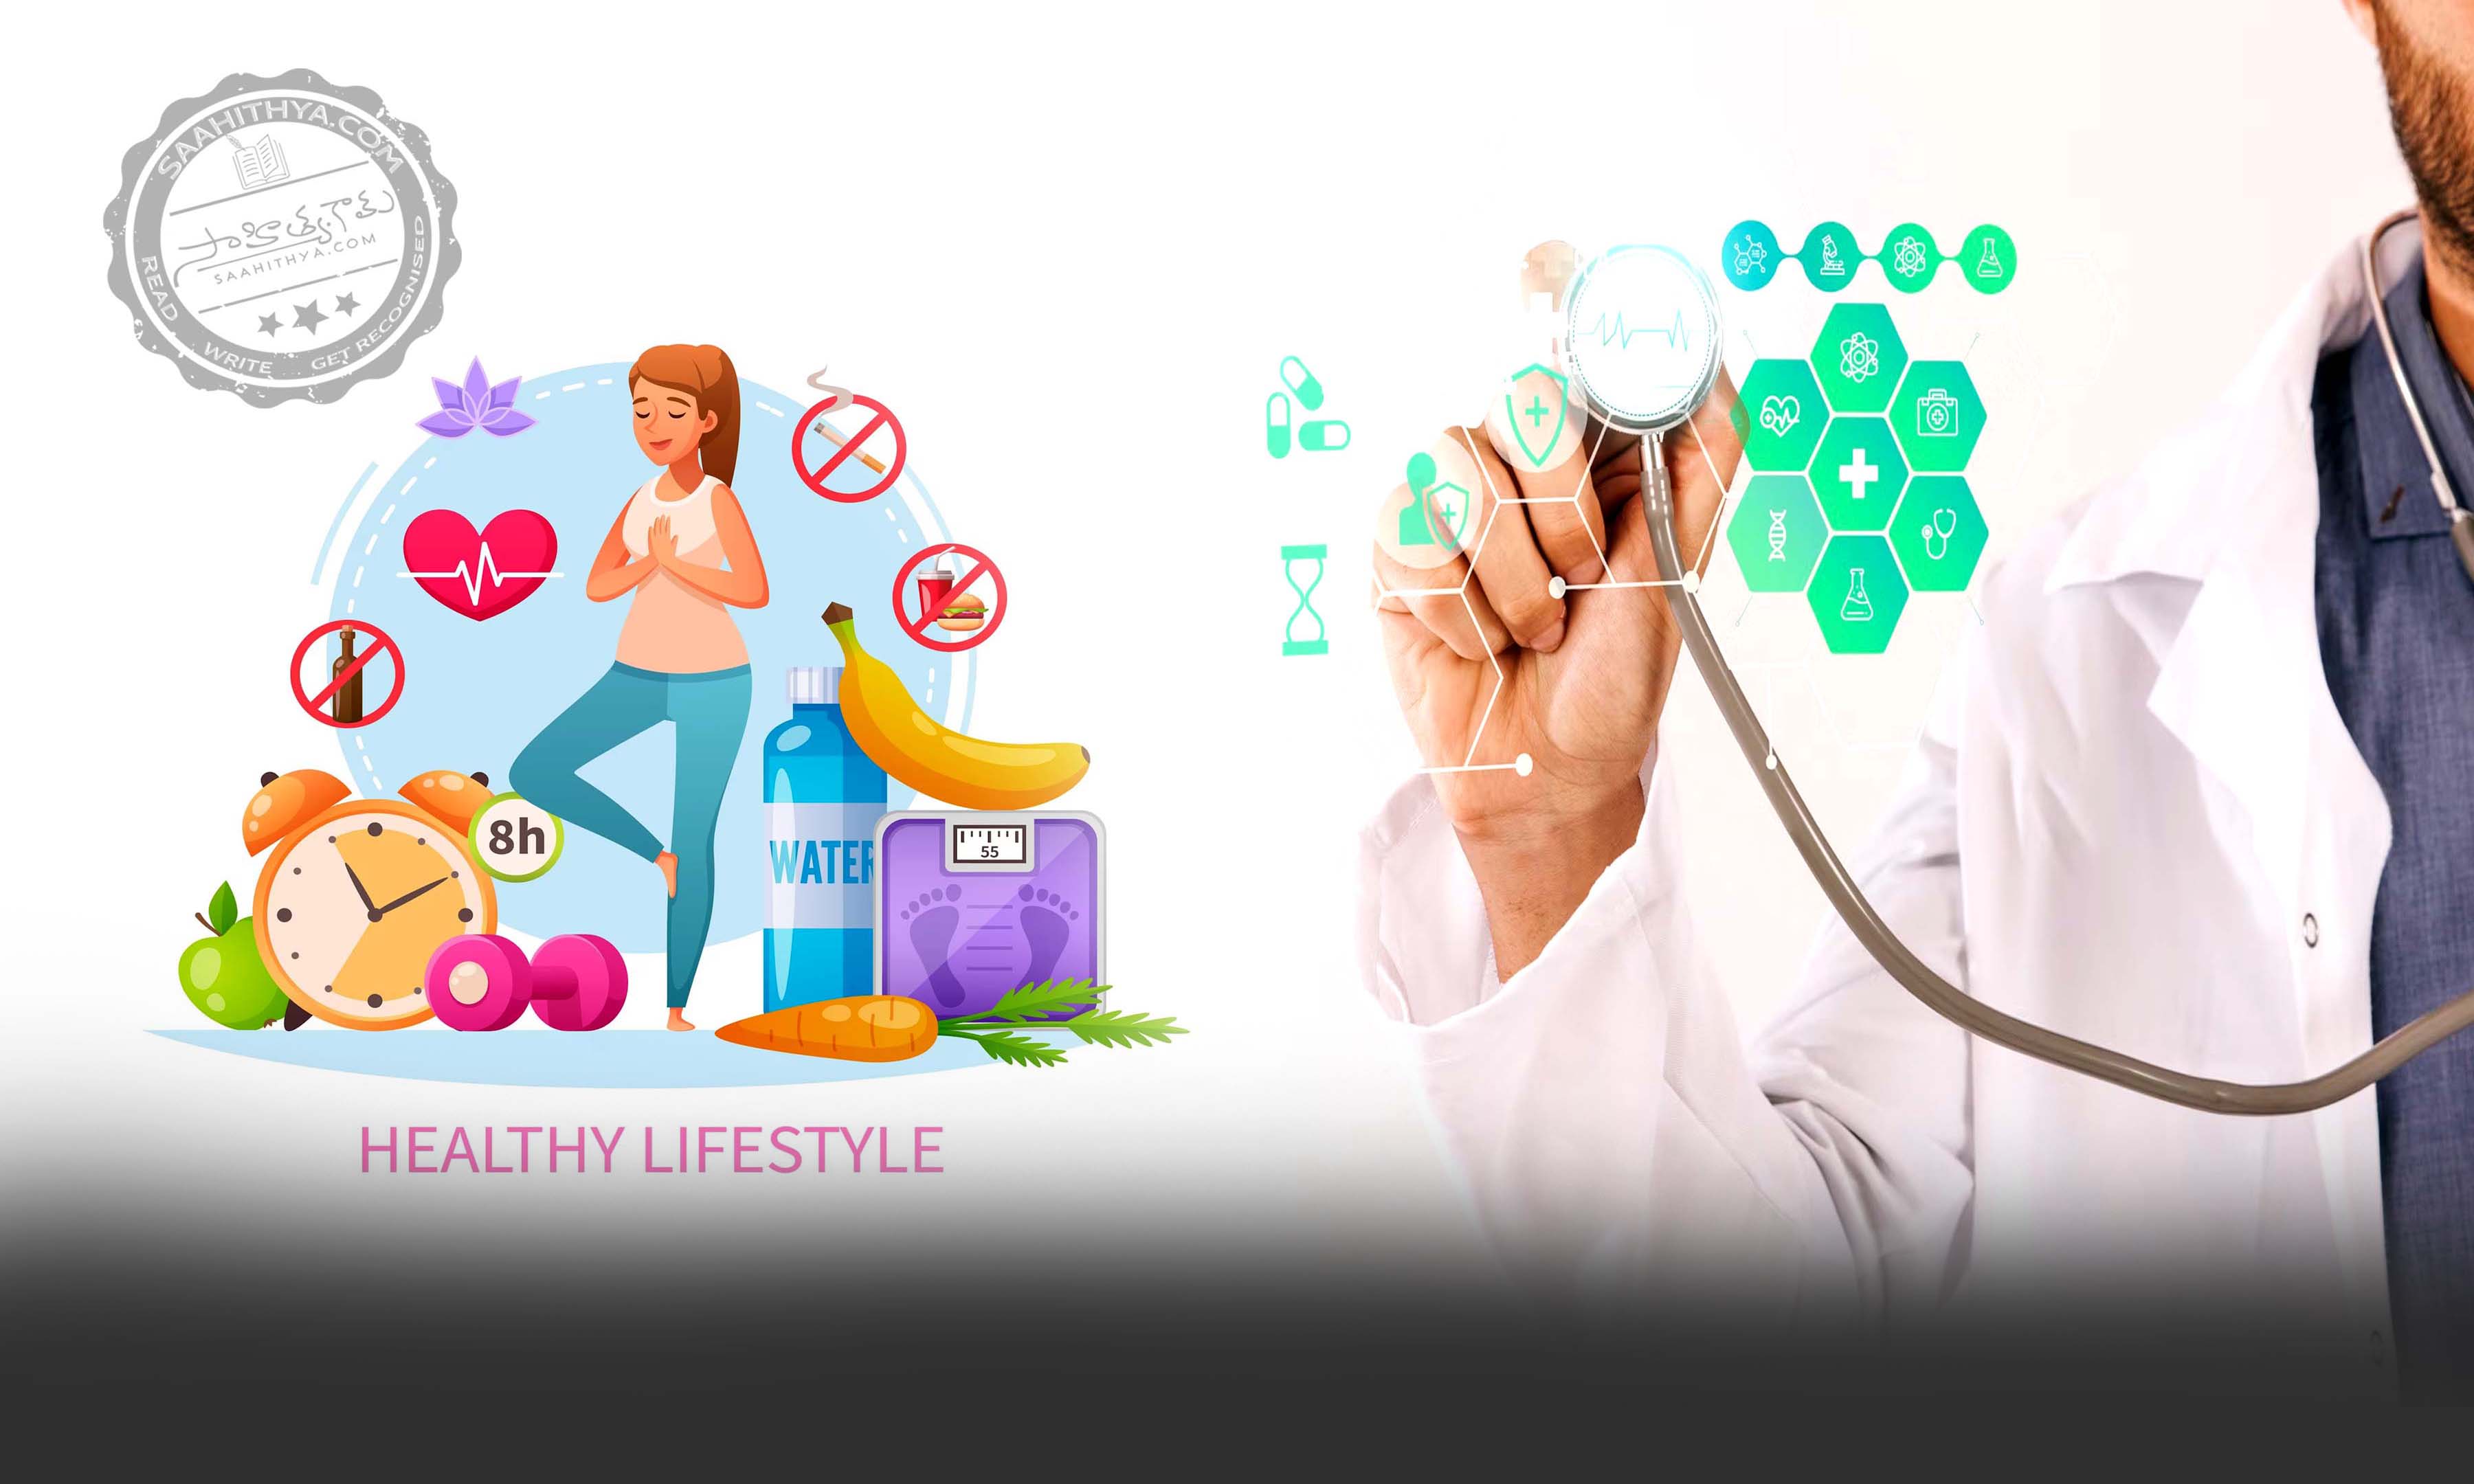 SAAHITHYA.COM
సాహిత్య గారు
SAAHITHYA.COM
READ WRITE GET RECOGNISED
8h
WATER
55
HEALTHY LIFESTYLE